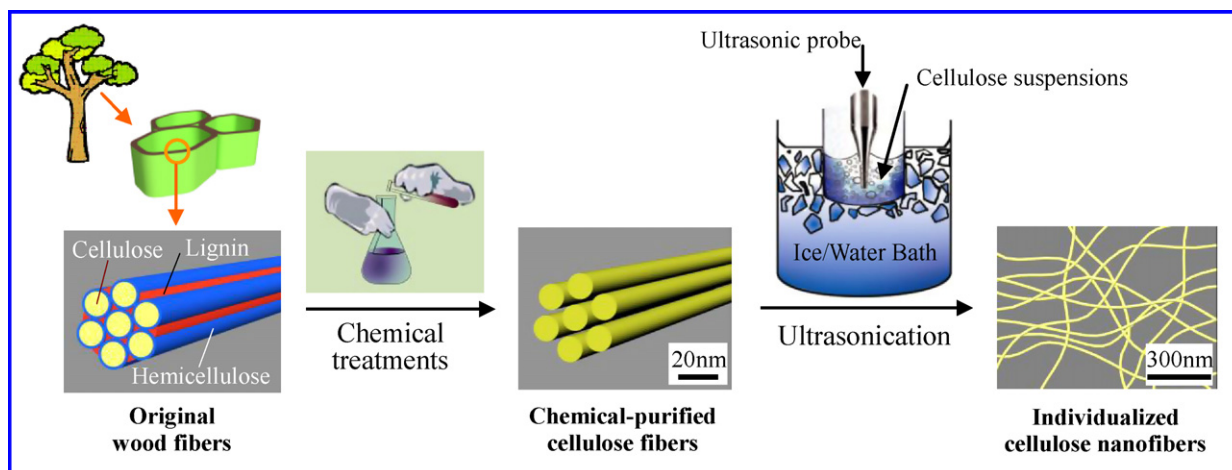 Ultrasonic probe
Cellulose suspensions
Cellulose
Lignin
Hemicellulose
Chemical
treatments
Ice/Water Bath
Ultrasonication
20nm
300nm
Original
wood fibers
Chemical-purified
cellulose fibers
Individualized
cellulose nanofibers